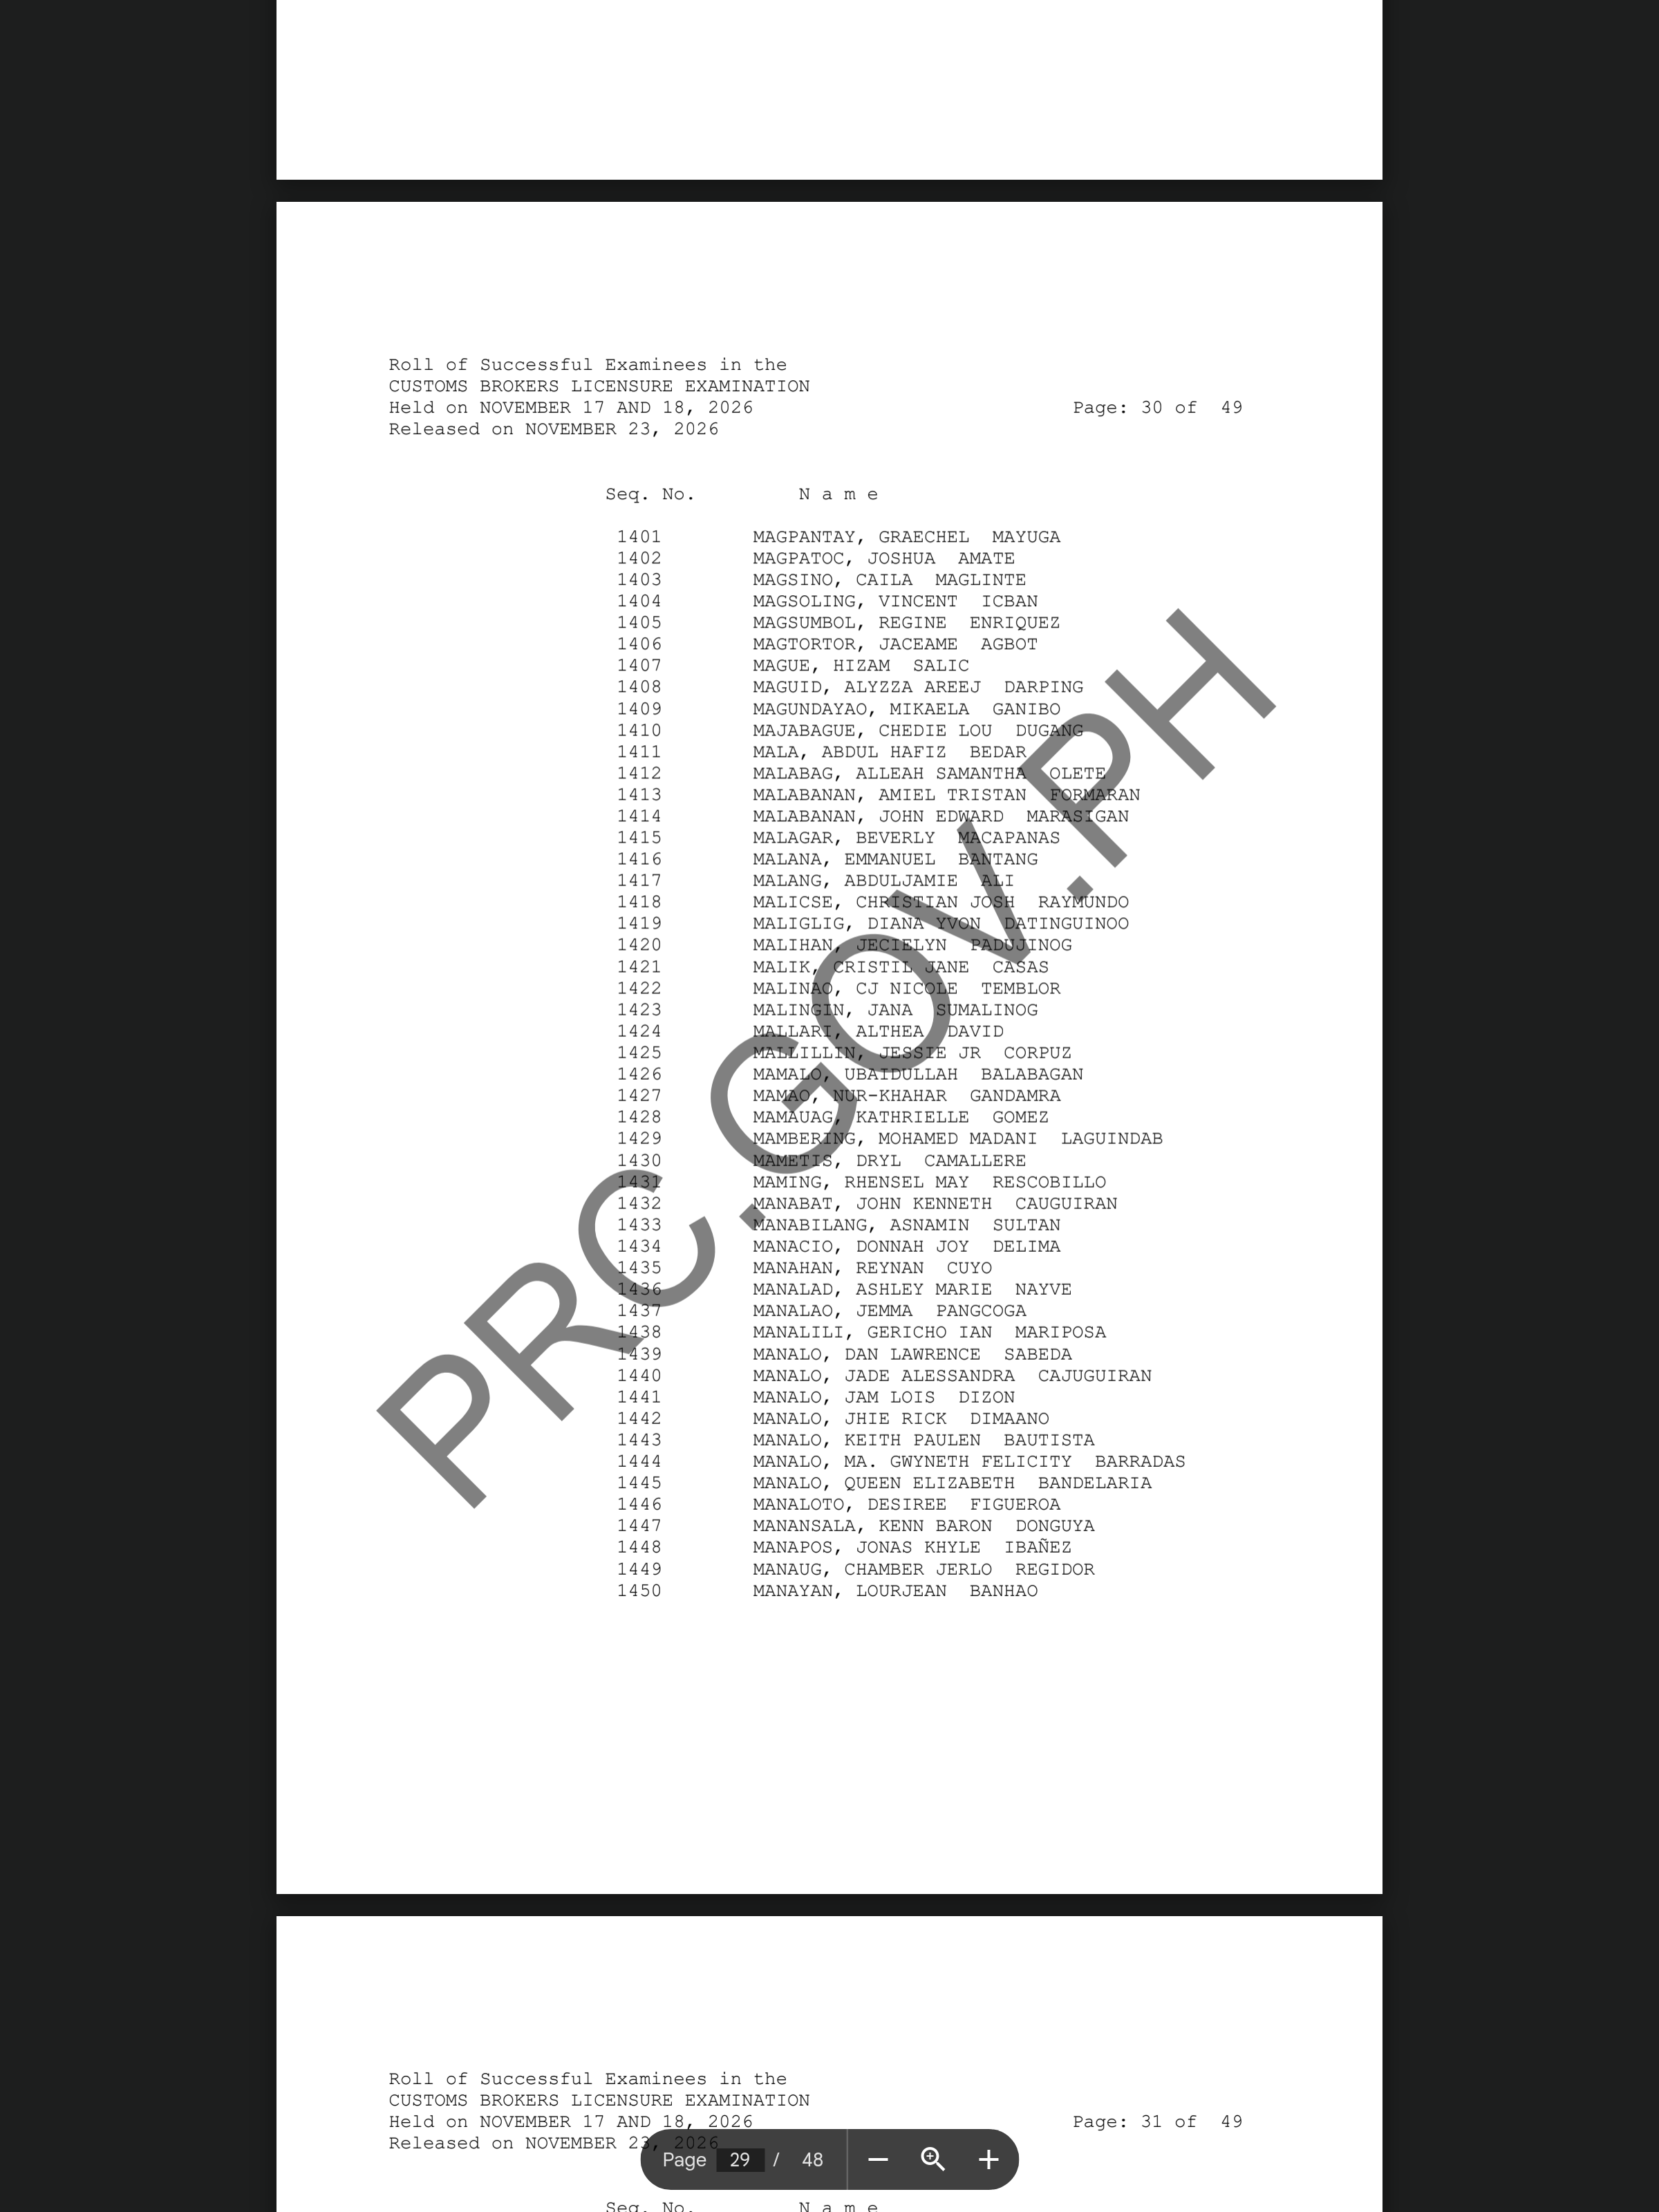 Roll of Successful Examinees in the
CUSTOMS BROKERS LICENSURE EXAMINATION
Held on NOVEMBER 17 AND 18, 2026 Page: 30 of 49
Released on NOVEMBER 23, 2026
Seq. No. N a m e
1401 MAGPANTAY, GRAECHEL MAYUGA
1402 MAGPATOC, JOSHUA AMATE
1403 MAGSINO, CAILA MAGLINTE
1404 MAGSOLING, VINCENT ICBAN
1405 MAGSUMBOL, REGINE ENRIQUEZ
1406 MAGTORTOR, JACEAME AGBOT
1407 MAGUE, HIZAM SALIC
1408 MAGUID, ALYZZA AREEJ DARPING
1409 MAGUNDAYAO, MIKAELA GANIBO
1410 MAJABAGUE, CHEDIE LOU DUGANG
1411 MALA, ABDUL HAFIZ BEDAR
1412 MALABAG, ALLEAH SAMANTHA OLETE
1413 MALABANAN, AMIEL TRISTAN FORMARAN
1414 MALABANAN, JOHN EDWARD MARASIGAN
1415 MALAGAR, BEVERLY MACAPANAS
1416 MALANA, EMMANUEL BANTANG
1417 MALANG, ABDULJAMIE ALI
1418 MALICSE, CHRISTIAN JOSH RAYMUNDO
1419 MALIGLIG, DIANA YVON DATINGUINOO
1420 MALIHAN, JECIELYN PADUJINOG
1421 MALIK, CRISTIL JANE CASAS
1422 MALINAO, CJ NICOLE TEMBLOR
1423 MALINGIN, JANA SUMALINOG
1424 MALLARI, ALTHEA DAVID
1425 MALLILLIN, JESSIE JR CORPUZ
1426 MAMALO, UBAIDULLAH BALABAGAN
1427 MAMAO, NUR-KHAHAR GANDAMRA
1428 MAMAUAG, KATHRIELLE GOMEZ
1429 MAMBERING, MOHAMED MADANI LAGUINDAB
1430 MAMETIS, DRYL CAMALLERE
1431 MAMING, RHENSEL MAY RESCOBILLO
1432 MANABAT, JOHN KENNETH CAUGUIRAN
1433 MANABILANG, ASNAMIN SULTAN
1434 MANACIO, DONNAH JOY DELIMA
1435 MANAHAN, REYNAN CUYO
1436 MANALAD, ASHLEY MARIE NAYVE
1437 MANALAO, JEMMA PANGCOGA
1438 MANALILI, GERICHO IAN MARIPOSA
1439 MANALO, DAN LAWRENCE SABEDA
1440 MANALO, JADE ALESSANDRA CAJUGUIRAN
1441 MANALO, JAM LOIS DIZON
1442 MANALO, JHIE RICK DIMAANO
1443 MANALO, KEITH PAULEN BAUTISTA
1444 MANALO, MA. GWYNETH FELICITY BARRADAS
1445 MANALO, QUEEN ELIZABETH BANDELARIA
1446 MANALOTO, DESIREE FIGUEROA
1447 MANANSALA, KENN BARON DONGUYA
1448 MANAPOS, JONAS KHYLE IBAÑEZ
1449 MANAUG, CHAMBER JERLO REGIDOR
1450 MANAYAN, LOURJEAN BANHAO
PRC.GOV.PH
Roll of Successful Examinees in the
CUSTOMS BROKERS LICENSURE EXAMINATION
Held on NOVEMBER 17 AND 18, 2026 Page: 31 of 49
Released on NOVEMBER 23, 2026
Page 29 / 48
Seq. No. N a m e